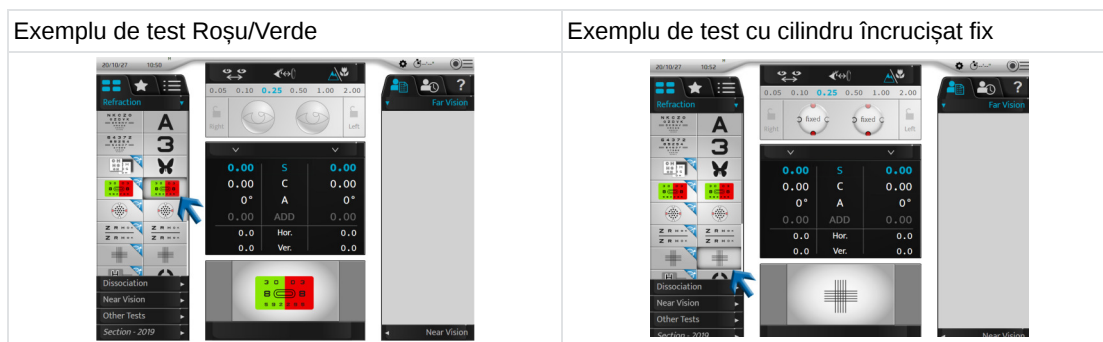 Exemplu de test Roșu/Verde
Exemplu de test cu cilindru încrucișat fix
20/10/27 10:50
?
0.05 0.10 0.25 0.50 1.00 2.00
Refraction
Right Left
A
3
0.00 S 0.00
0.00 C 0.00
0° A 0°
0.00 ADD 0.00
0.0 Hor. 0.0
0.0 Ver. 0.0
Dissociation
Near Vision
Other Tests
Section - 2019
Far Vision
Near Vision
20/10/27 10:52
?
0.05 0.10 0.25 0.50 1.00 2.00
Refraction
Right fixed fixed Left
A
3
0.00 S 0.00
0.00 C 0.00
0° A 0°
0.00 ADD 0.00
0.0 Hor. 0.0
0.0 Ver. 0.0
Dissociation
Near Vision
Other Tests
Section - 2019
Far Vision
Near Vision